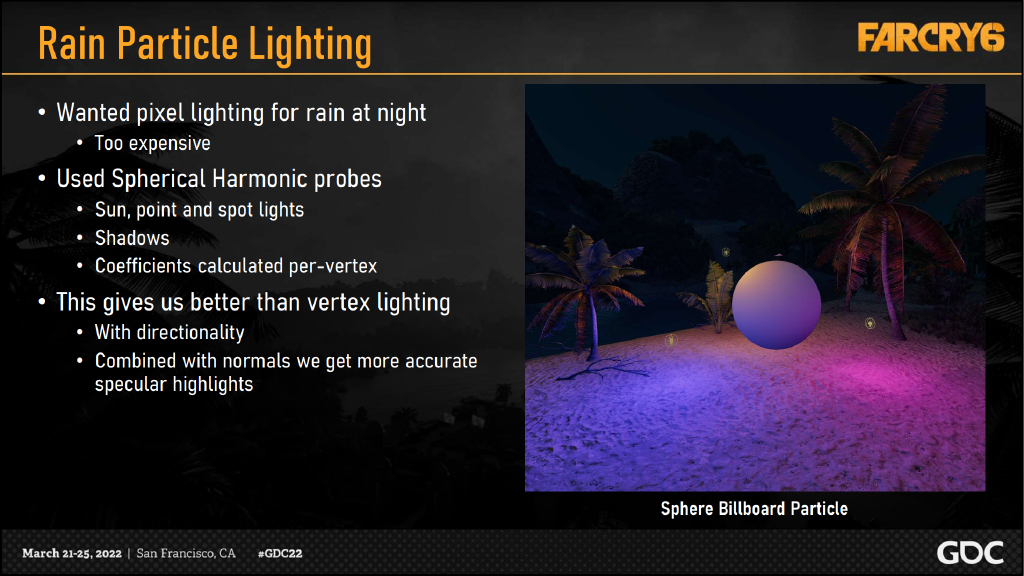 Rain Particle Lighting
FARCRY6
• Wanted pixel lighting for rain at night
• Too expensive
• Used Spherical Harmonic probes
• Sun, point and spot lights
• Shadows
• Coefficients calculated per-vertex
• This gives us better than vertex lighting
• With directionality
• Combined with normals we get more accurate
specular highlights
Sphere Billboard Particle
March 21-25, 2022 | San Francisco, CA #GDC22
GDC